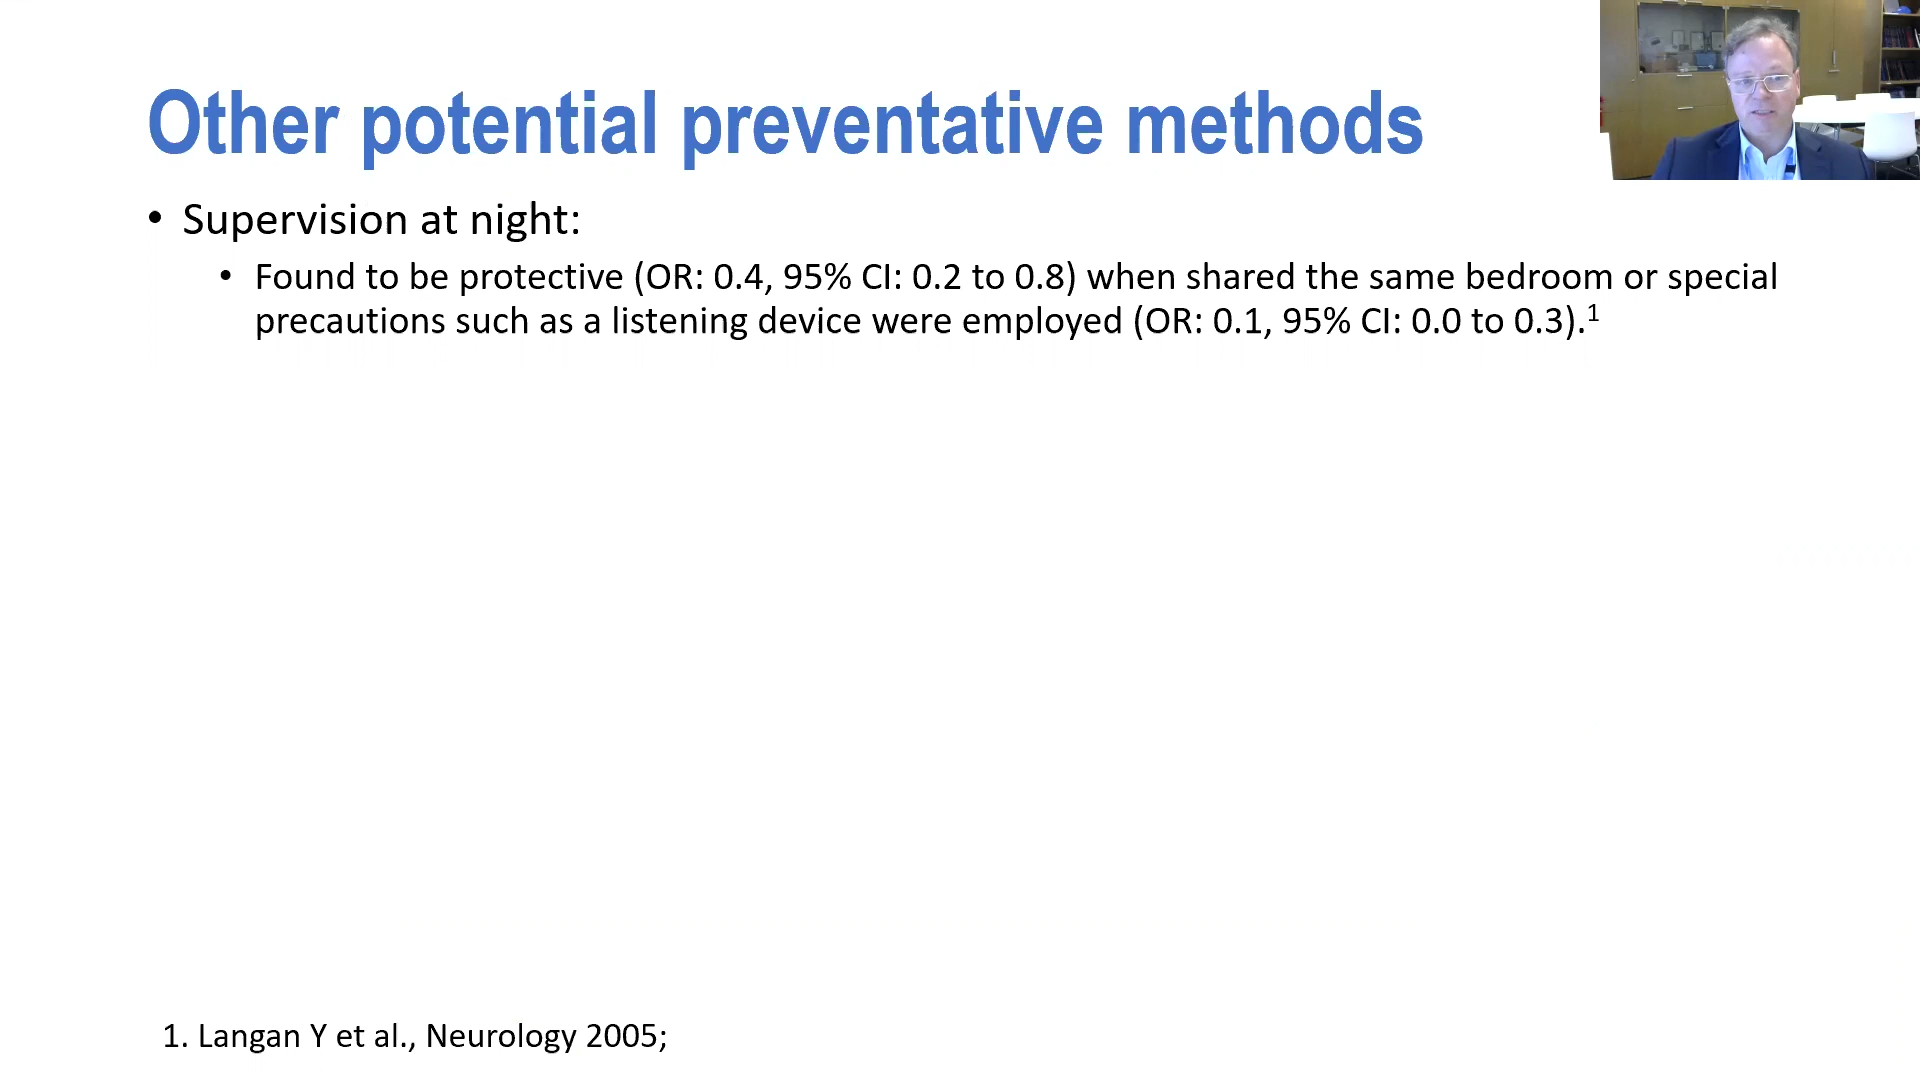 Other potential preventative methods
• Supervision at night:
• Found to be protective (OR: 0.4, 95% CI: 0.2 to 0.8) when shared the same bedroom or special
precautions such as a listening device were employed (OR: 0.1, 95% CI: 0.0 to 0.3).¹
1. Langan Y et al., Neurology 2005;